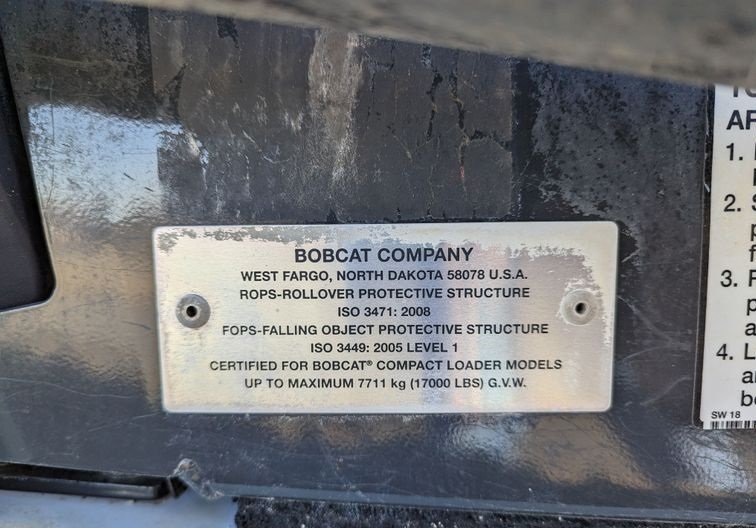 BOBCAT COMPANY
WEST FARGO, NORTH DAKOTA 58078 U.S.A.
ROPS-ROLLOVER PROTECTIVE STRUCTURE
ISO 3471: 2008
FOPS-FALLING OBJECT PROTECTIVE STRUCTURE
ISO 3449: 2005 LEVEL 1
CERTIFIED FOR BOBCAT® COMPACT LOADER MODELS
UP TO MAXIMUM 7711 kg (17000 LBS) G.V.W.
1.
2.
3.
4.
SW 18